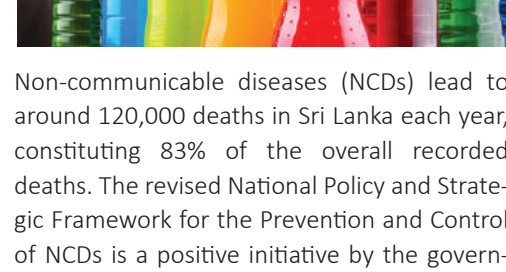 Non-communicable diseases (NCDs) lead to
around 120,000 deaths in Sri Lanka each year,
constituting 83% of the overall recorded
deaths. The revised National Policy and Strate-
gic Framework for the Prevention and Control
of NCDs is a positive initiative by the govern-